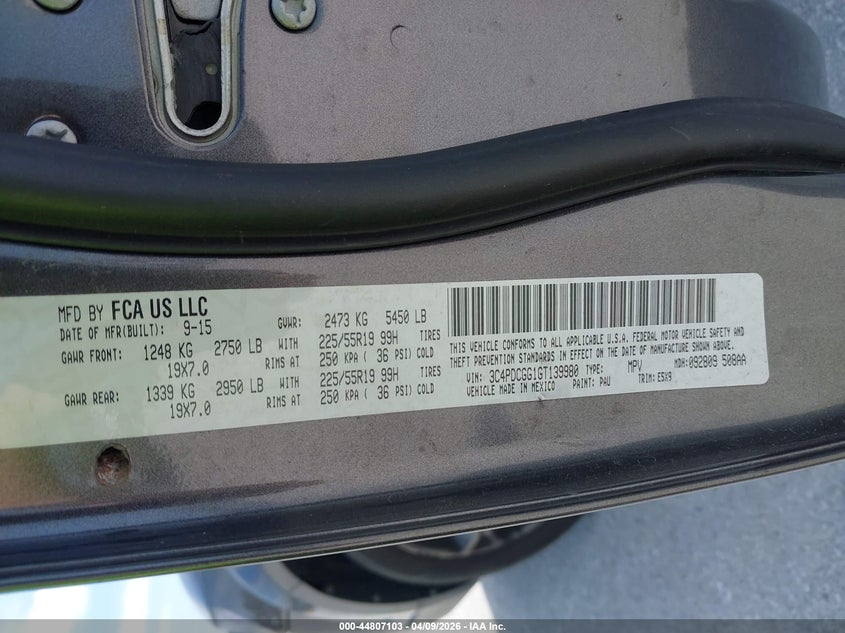 MFD BY FCA US LLC
DATE OF MFR(BUILT): 9-15 GVWR: 2473 KG 5450 LB
GAWR FRONT: 1248 KG 2750 LB WITH 225/55R19 99H TIRES
19X7.0 RIMS AT 250 KPA ( 36 PSI) COLD
GAWR REAR: 1339 KG 2950 LB WITH 225/55R19 99H TIRES
19X7.0 RIMS AT 250 KPA ( 36 PSI) COLD
THIS VEHICLE CONFORMS TO ALL APPLICABLE U.S.A. FEDERAL MOTOR VEHICLE SAFETY AND
THEFT PREVENTION STANDARDS IN EFFECT ON THE DATE OF MANUFACTURE SHOWN ABOVE.
VIN: 3C4PDCGG1GT139980 TYPE: MPV MDH: 092809 508AA
VEHICLE MADE IN MEXICO PAINT: PAU TRIM: E5X9
000-44807103 - 04/09/2026 - IAA Inc.